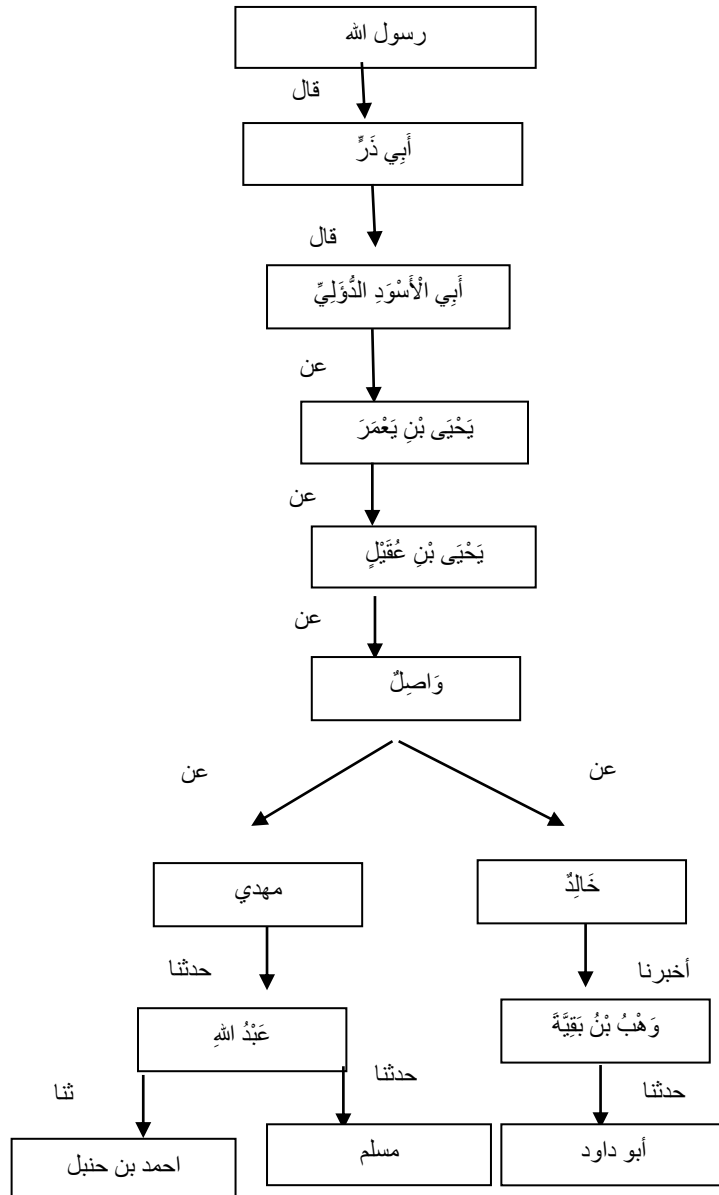 رسول الله
قال
أَبِي ذَرٍّ
قال
أَبِي الْأَسْوَدِ الدُّؤَلِيِّ
عن
يَحْيَى بْنِ يَعْمَرَ
عن
يَحْيَى بْنِ عُقَيْلٍ
عن
وَاصِلٌ
عن
عن
خَالِدٌ
مهدي
أخبرنا
حدثنا
وَهْبُ بْنُ بَقِيَّةَ
عَبْدُ اللهِ
حدثنا
حدثنا
ثنا
أبو داود
مسلم
احمد بن حنبل